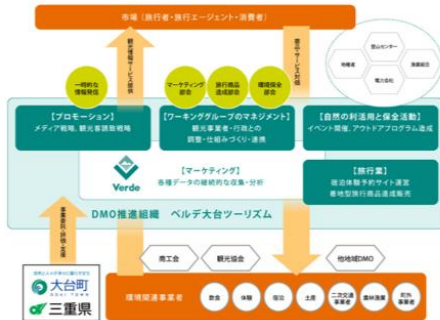 市場（旅行者・旅行エージェント・消費者）
登山センター
地権者
漁業組合
電力会社
観光情報サービス提供
商品・サービス対価
一時的な
情報発信
マーケティング
部会
旅行商品
造成部会
環境保全
部会
【プロモーション】
メディア戦略、観光客誘致戦略
【ワーキンググループのマネジメント】
観光事業者・行政との
調整・仕組みづくり・連携
【自然の利活用と保全活動】
イベント開催、アウトドアプログラム造成
Verde
【マーケティング】
各種データの継続的な収集・分析
【旅行業】
宿泊体験予約サイト運営
着地型旅行商品造成販売
DMO推進組織　ベルデ大台ツーリズム
事業委託・評価・支援
商工会
観光協会
他地域DMO
大台町
ODAI TOWN
三重県
環境関連事業者
飲食
体験
宿泊
土産
二次交通
事業者
農林漁業
町外
事業者